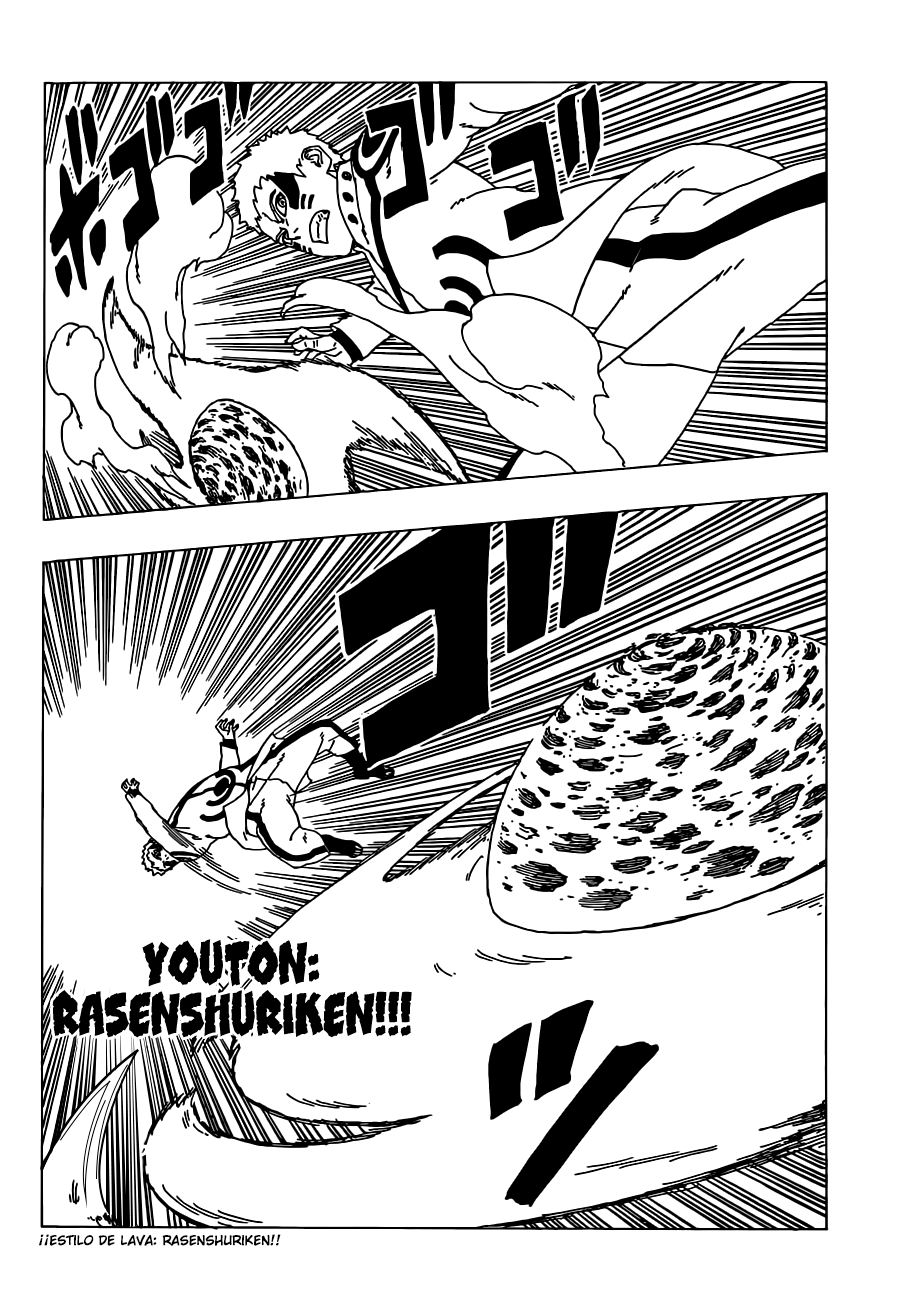 ボ
ゴゴ
ゴ
ゴ
ゴッ
YOUTON:
RASENSHURIKEN!!!
¡¡ESTILO DE LAVA: RASENSHURIKEN!!